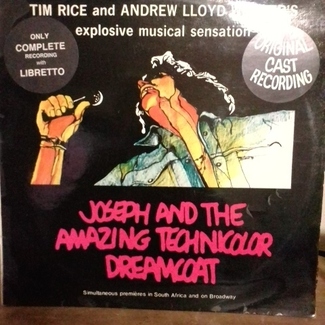 TIM RICE and ANDREW LLOYD
explosive musical sensation
ONLY
COMPLETE
RECORDING
with
LIBRETTO
ORIGINAL
CAST
RECORDING
JOSEPH AND THE
AMAZING TECHNICOLOR
DREAMCOAT
Simultaneous premières in South Africa and on Broadway